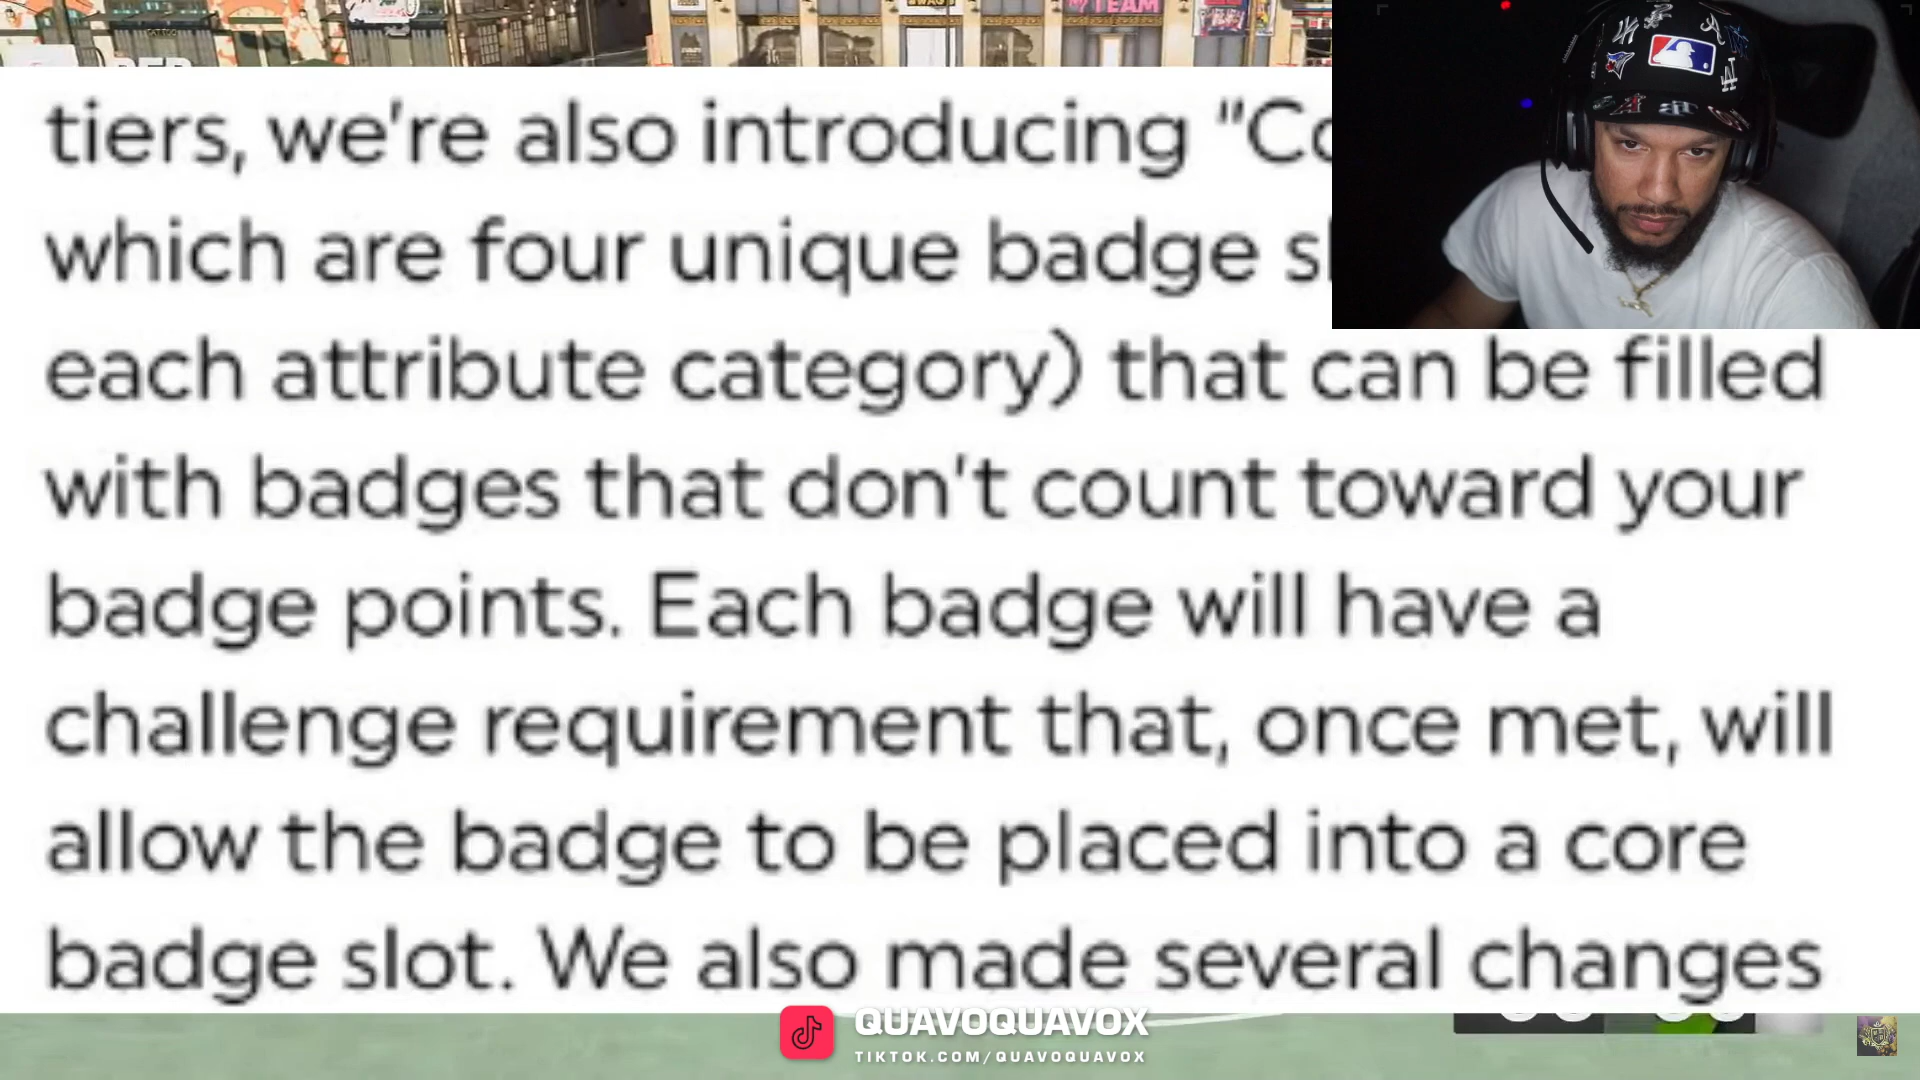 TEAM
tiers, we're also introducing "Co
which are four unique badge sl
each attribute category) that can be filled
with badges that don't count toward your
badge points. Each badge will have a
challenge requirement that, once met, will
allow the badge to be placed into a core
badge slot. We also made several changes
QUAVOQUAVOX
TIKTOK.COM/QUAVOQUAVOX